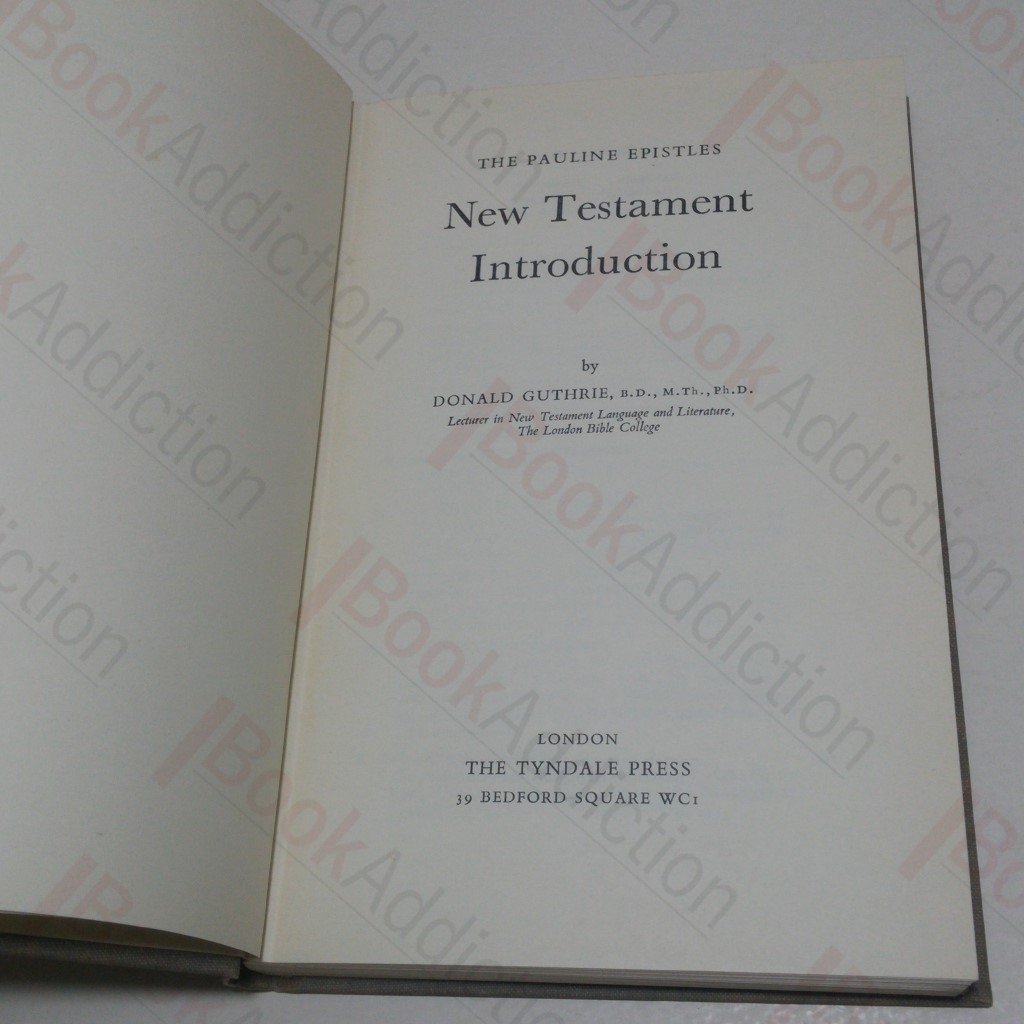 THE PAULINE EPISTLES
New Testament
Introduction
by
DONALD GUTHRIE, B.D., M.Th., Ph.D.
Lecturer in New Testament Language and Literature,
The London Bible College
LONDON
THE TYNDALE PRESS
39 BEDFORD SQUARE WC1
BookAddiction